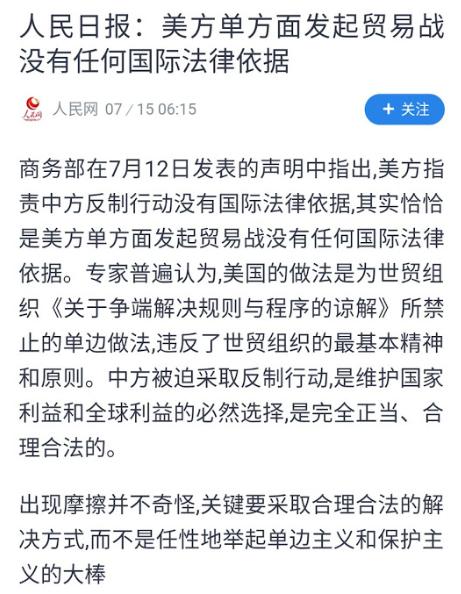 人民日报：美方单方面发起贸易战
没有任何国际法律依据
人民网
人民网 07/15 06:15
+ 关注
商务部在7月12日发表的声明中指出,美方指
责中方反制行动没有国际法律依据,其实恰恰
是美方单方面发起贸易战没有任何国际法律
依据。专家普遍认为,美国的做法是为世贸组
织《关于争端解决规则与程序的谅解》所禁
止的单边做法,违反了世贸组织的最基本精神
和原则。中方被迫采取反制行动,是维护国家
利益和全球利益的必然选择,是完全正当、合
理合法的。
出现摩擦并不奇怪,关键要采取合理合法的解
决方式,而不是任性地举起单边主义和保护主
义的大棒